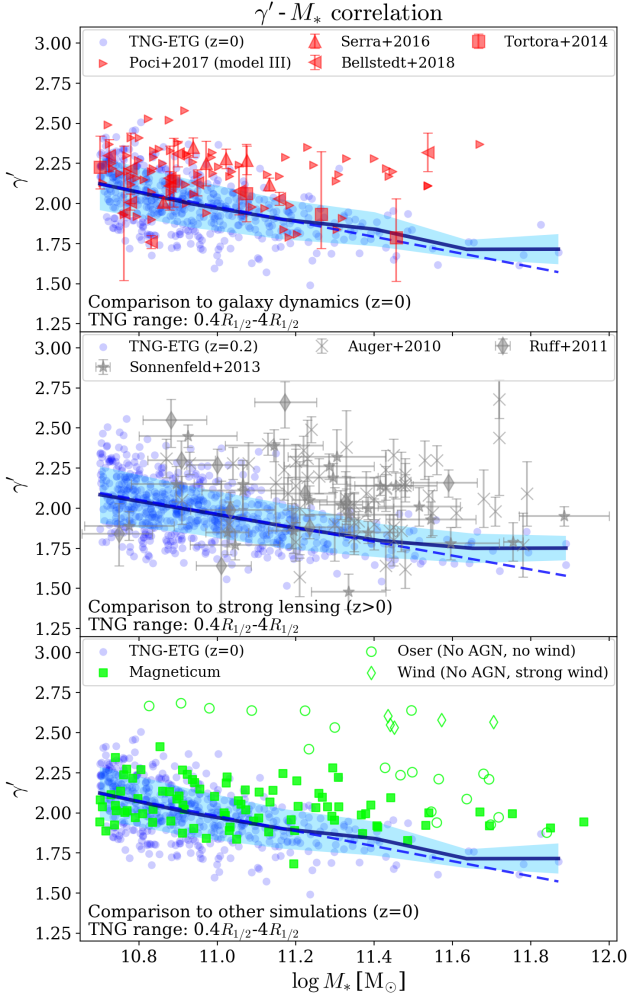 γ′ - M* correlation
TNG-ETG (z=0)
Serra+2016
Tortora+2014
Poci+2017 (model III)
Bellstedt+2018
3.00
2.75
2.50
2.25
2.00
1.75
1.50
1.25
γ′
Comparison to galaxy dynamics (z=0)
TNG range: 0.4R1/2-4R1/2
TNG-ETG (z=0.2)
Auger+2010
Ruff+2011
Sonnenfeld+2013
3.00
2.75
2.50
2.25
2.00
1.75
1.50
1.25
γ′
Comparison to strong lensing (z>0)
TNG range: 0.4R1/2-4R1/2
TNG-ETG (z=0)
Oser (No AGN, no wind)
Magneticum
Wind (No AGN, strong wind)
3.00
2.75
2.50
2.25
2.00
1.75
1.50
1.25
γ′
Comparison to other simulations (z=0)
TNG range: 0.4R1/2-4R1/2
10.8 11.0 11.2 11.4 11.6 11.8 12.0
log M* [M⊙]